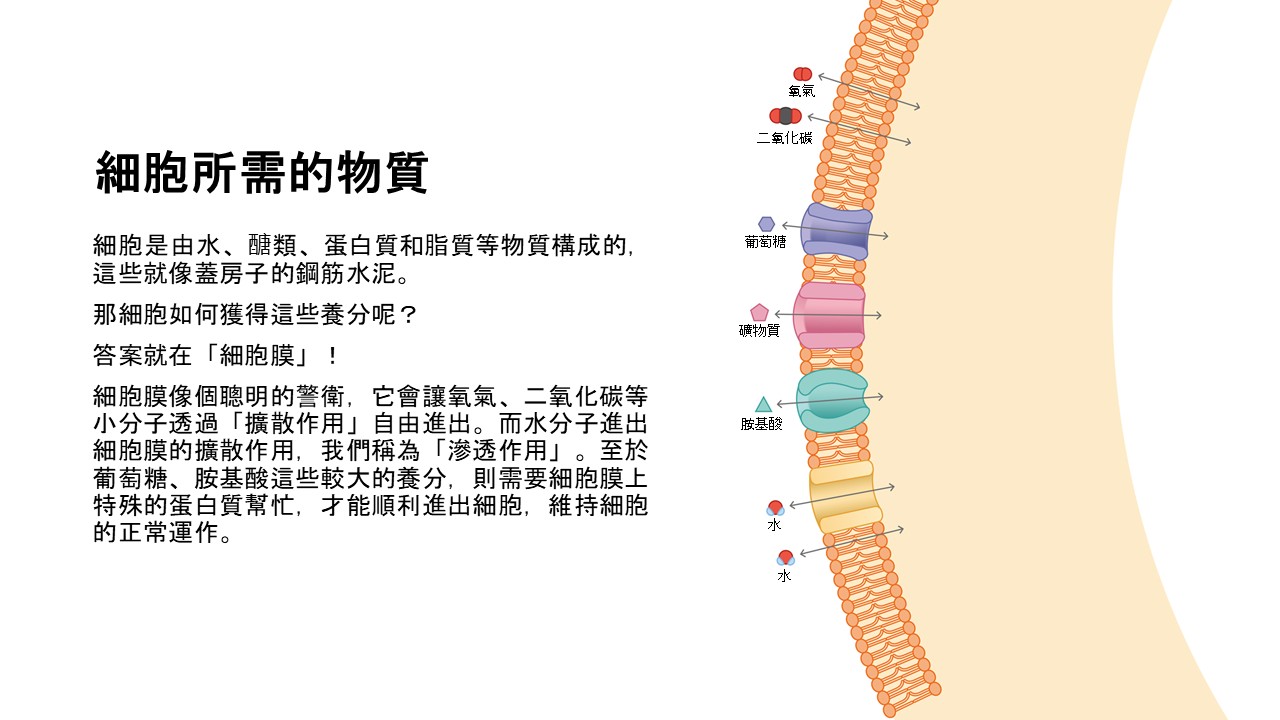 細胞所需的物質
細胞是由水、醣類、蛋白質和脂質等物質構成的,
這些就像蓋房子的鋼筋水泥。
那細胞如何獲得這些養分呢？
答案就在「細胞膜」！
細胞膜像個聰明的警衛, 它會讓氧氣、二氧化碳等
小分子透過「擴散作用」自由進出。而水分子進出
細胞膜的擴散作用, 我們稱為「滲透作用」。至於
葡萄糖、胺基酸這些較大的養分, 則需要細胞膜上
特殊的蛋白質幫忙, 才能順利進出細胞, 維持細胞
的正常運作。
氧氣
二氧化碳
葡萄糖
礦物質
胺基酸
水
水